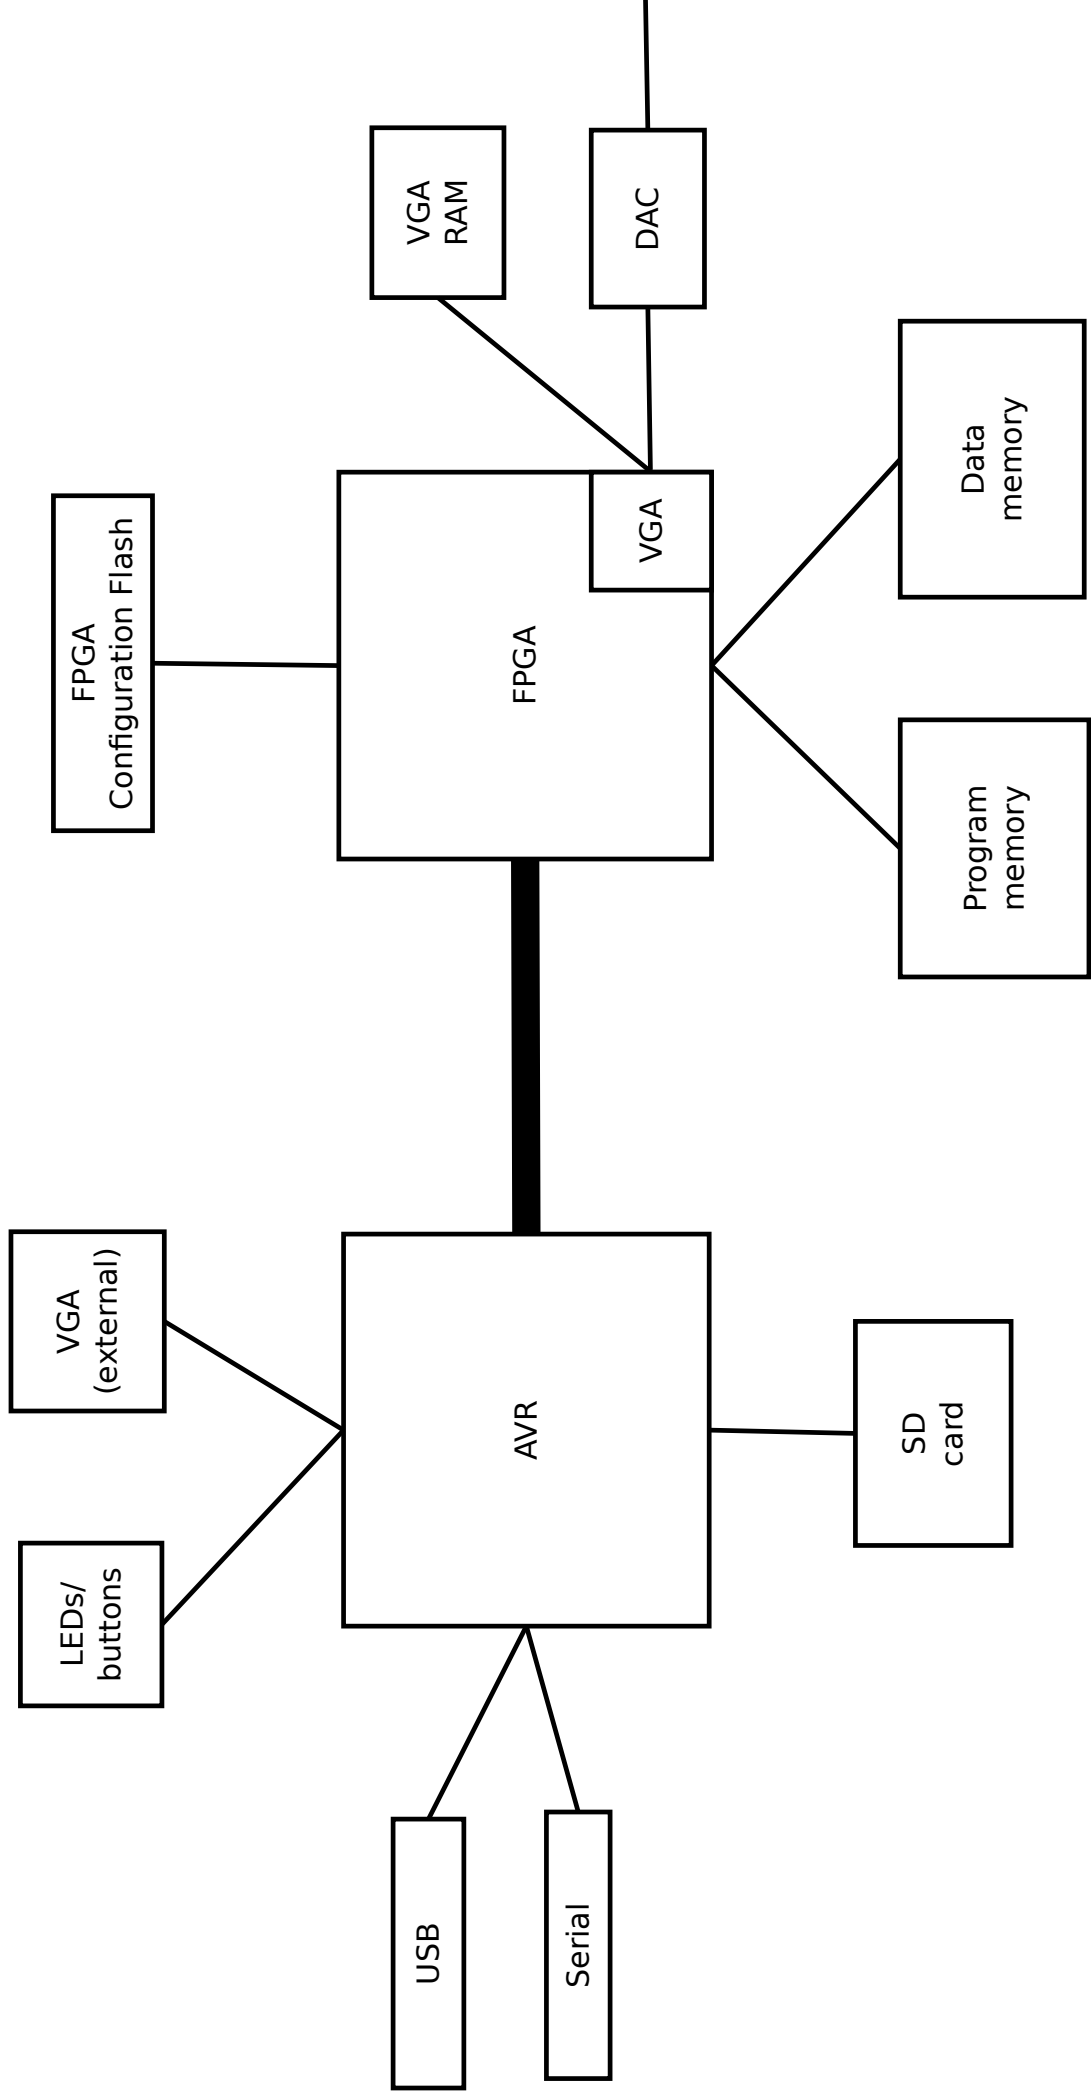 LEDs/
buttons
VGA
(external)
FPGA
Configuration Flash
USB
Serial
AVR
FPGA
VGA
VGA
RAM
DAC
SD
card
Program
memory
Data
memory